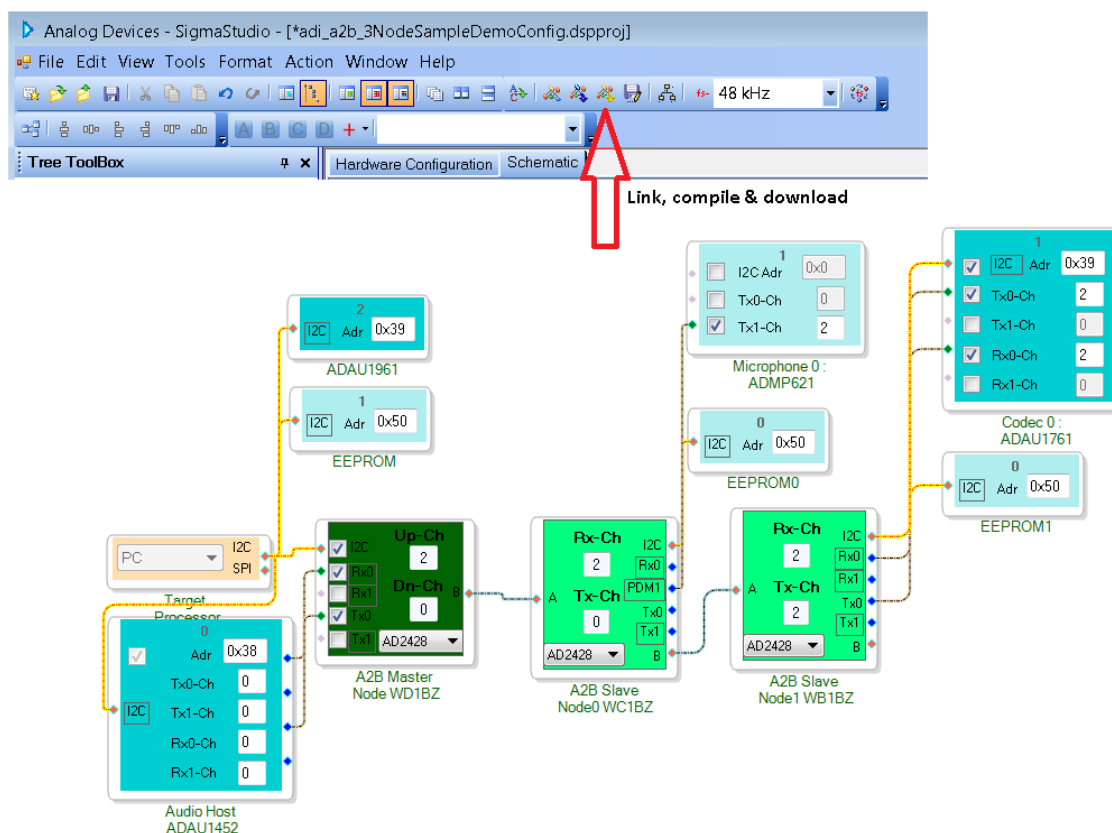 Analog Devices - SigmaStudio - [*adi_a2b_3NodeSampleDemoConfig.dspproj]
File Edit View Tools Format Action Window Help
fs- 48 kHz
A B C D
Tree ToolBox
Hardware Configuration
Schematic
Link, compile & download
2
I2C Adr 0x39
ADAU1961
1
I2C Adr 0x50
EEPROM
PC
I2C
SPI
Target
Processor
0
Adr 0x38
Tx0-Ch 0
I2C
Tx1-Ch 0
Rx0-Ch 0
Rx1-Ch 0
Audio Host
ADAU1452
Up-Ch
2
Dn-Ch
0
I2C
Rx0
Rx1
Tx0
Tx1
B
AD2428
A2B Master
Node WD1BZ
Rx-Ch
2
Tx-Ch
0
A
I2C
Rx0
PDM1
Tx0
Tx1
B
AD2428
A2B Slave
Node0 WC1BZ
1
I2C Adr 0x0
Tx0-Ch 0
Tx1-Ch 2
Microphone 0 :
ADMP621
0
I2C Adr 0x50
EEPROM0
Rx-Ch
2
Tx-Ch
2
A
I2C
Rx0
Rx1
Tx0
Tx1
B
AD2428
A2B Slave
Node1 WB1BZ
1
I2C Adr 0x39
Tx0-Ch 2
Tx1-Ch 0
Rx0-Ch 2
Rx1-Ch 0
Codec 0 :
ADAU1761
0
I2C Adr 0x50
EEPROM1